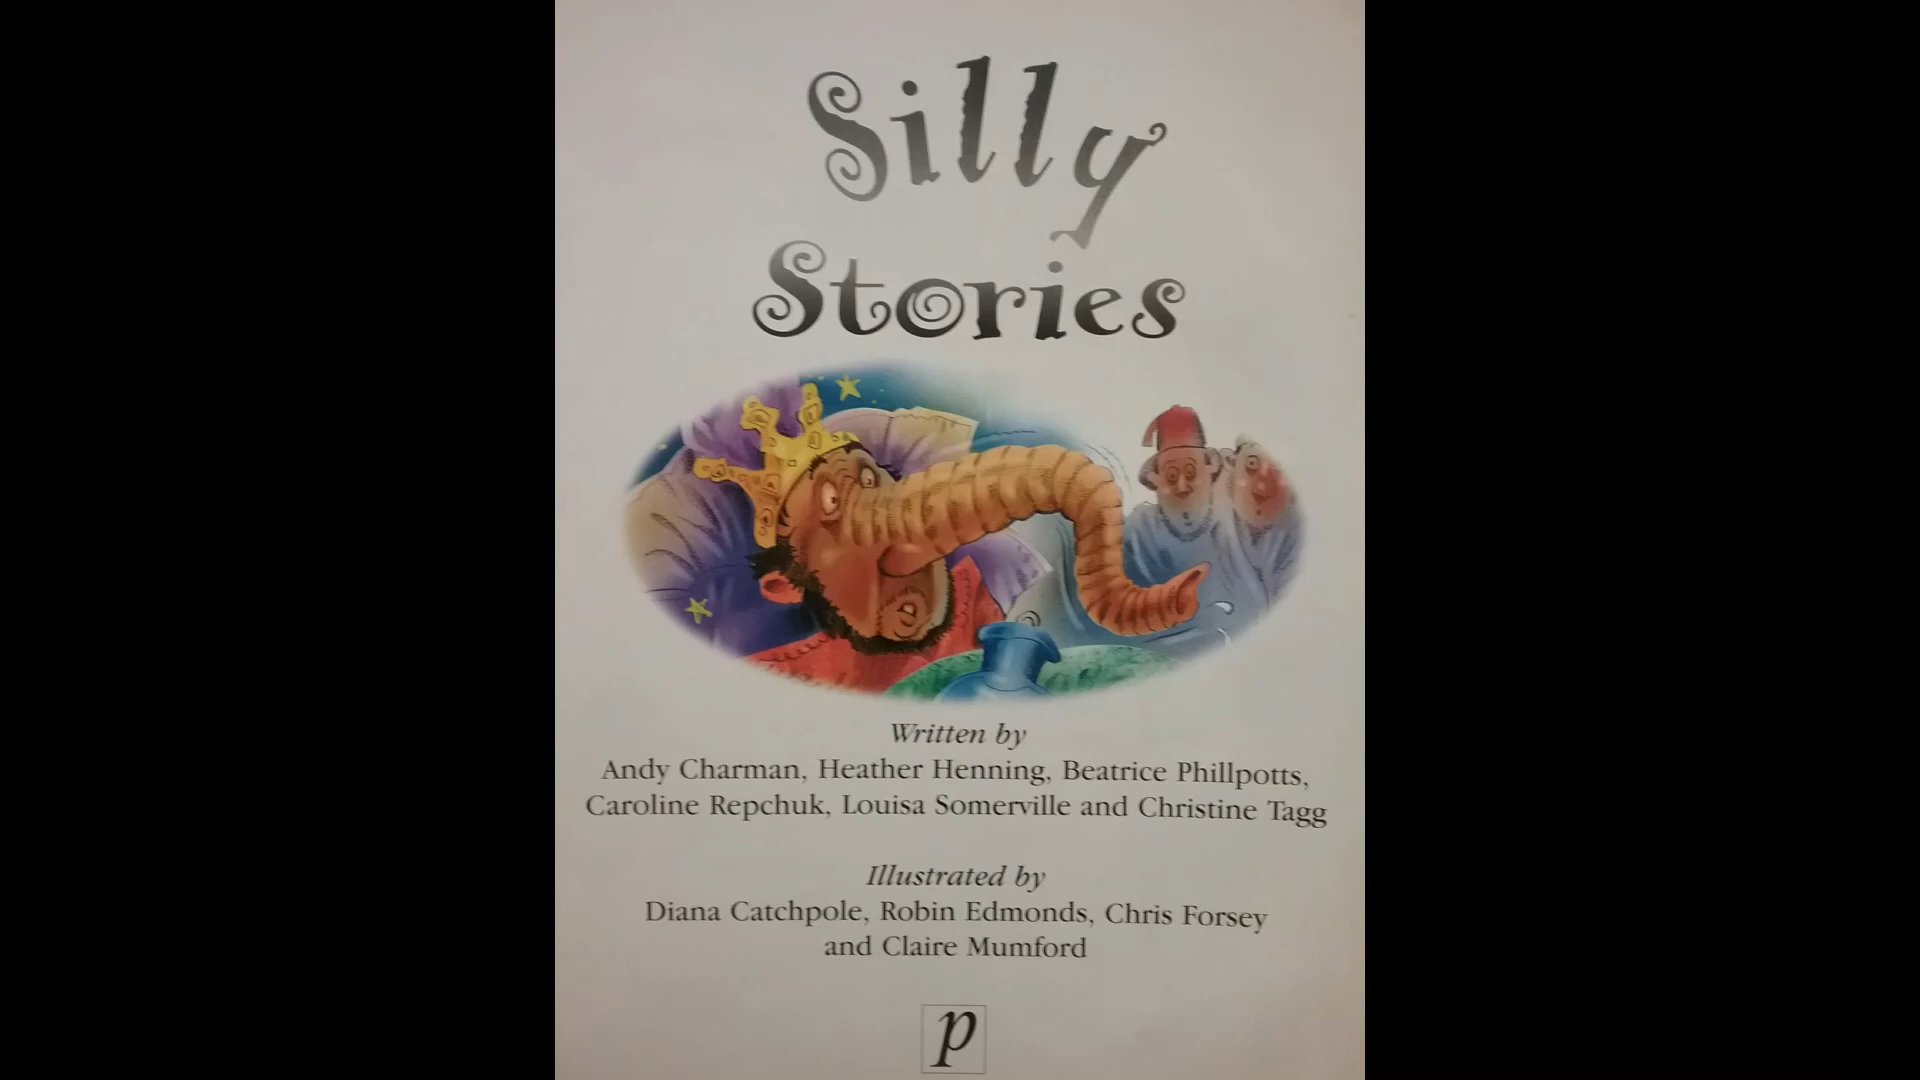 Silly
Stories
Written by
Andy Charman, Heather Henning, Beatrice Phillpotts,
Caroline Repchuk, Louisa Somerville and Christine Tagg
Illustrated by
Diana Catchpole, Robin Edmonds, Chris Forsey
and Claire Mumford
p